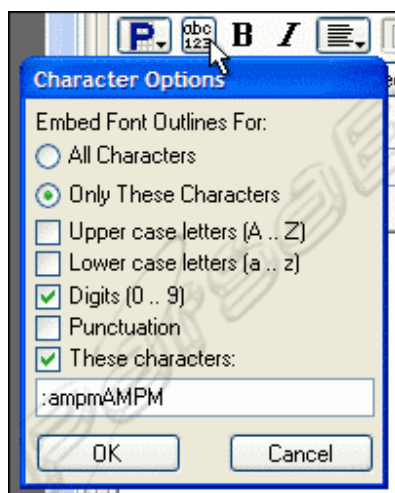 P abc B I
123
Character Options
Embed Font Outlines For:
All Characters
Only These Characters
Upper case letters (A .. Z)
Lower case letters (a .. z)
Digits (0 .. 9)
Punctuation
These characters:
:ampmAMPM
OK Cancel